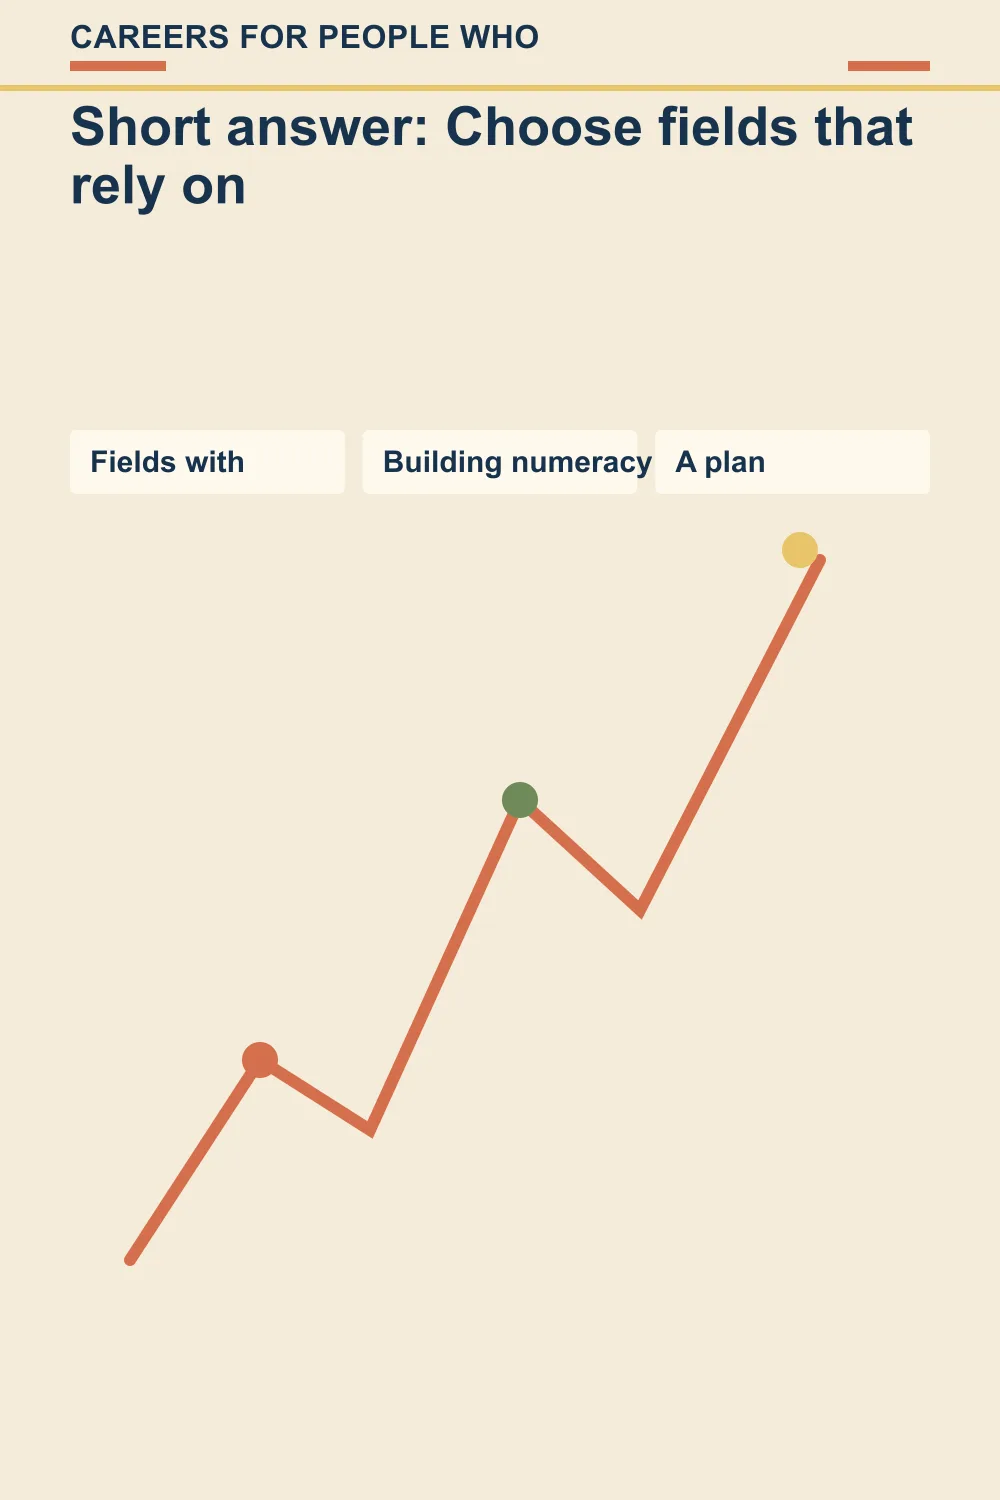 CAREERS FOR PEOPLE WHO
Short answer: Choose fields that
rely on
Fields with
Building numeracy
A plan